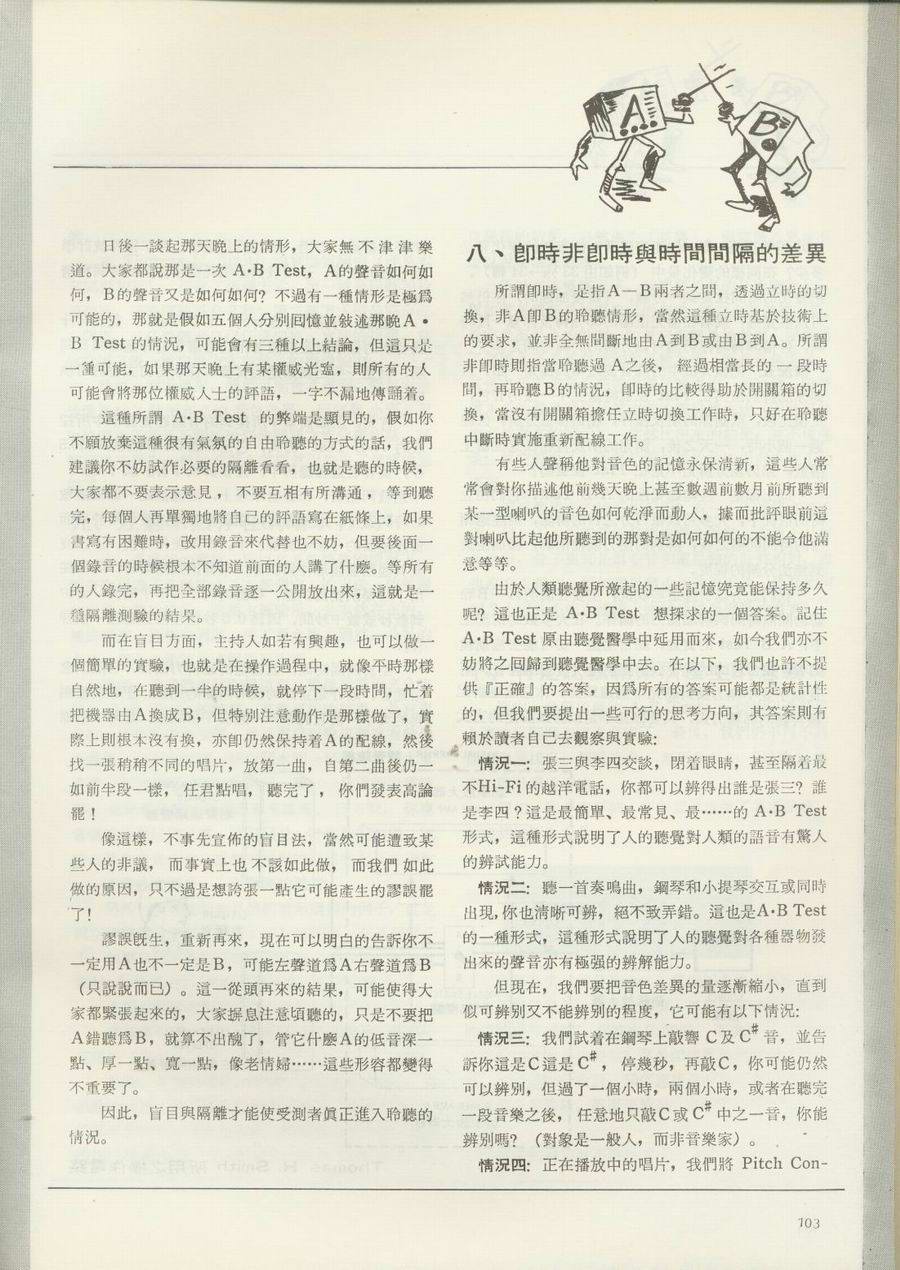 A
B
日後一談起那天晚上的情形，大家無不津津樂
道。大家都說那是一次 A·B Test，A的聲音如何如
何，B的聲音又是如何如何？不過有一種情形是極爲
可能的，那就是假如五個人分別囘憶並敍述那晚A·
B Test 的情況，可能會有三種以上結論，但這只是
一種可能，如果那天晚上有某權威光臨，則所有的人
可能會將那位權威人士的評語，一字不漏地傳誦着。
這種所謂 A·B Test 的弊端是顯見的，假如你
不願放棄這種很有氣氛的自由聆聽的方式的話，我們
建議你不妨試作必要的隔離看看，也就是聽的時候，
大家都不要表示意見，不要互相有所溝通，等到聽
完，每個人再單獨地將自己的評語寫在紙條上，如果
書寫有困難時，改用錄音來代替也不妨，但要後面一
個錄音的時候根本不知道前面的人講了什麼。等所有
的人錄完，再把全部錄音逐一公開放出來，這就是一
種隔離測驗的結果。
而在盲目方面，主持人如若有興趣，也可以做一
個簡單的實驗，也就是在操作過程中，就像平時那樣
自然地，在聽到一半的時候，就停下一段時間，忙着
把機器由A換成B，但特別注意動作是那樣做了，實
際上則根本沒有換，亦卽仍然保持着A的配線，然後
找一張稍稍不同的唱片，放第一曲，自第二曲後仍一
如前半段一樣，任君點唱，聽完了，你們發表高論
罷！
像這樣，不事先宣佈的盲目法，當然可能遭致某
些人的非議，而事實上也不該如此做，而我們如此
做的原因，只不過是想誇張一點它可能產生的謬誤罷
了！
謬誤旣生，重新再來，現在可以明白的告訴你不
一定用A也不一定是B，可能左聲道爲A右聲道爲B
（只說說而已）。這一從頭再來的結果，可能使得大
家都緊張起來的，大家摒息注意頃聽的，只是不要把
A錯聽爲B，就算不出醜了，管它什麼A的低音深一
點、厚一點、寬一點，像老情婦……這些形容都變得
不重要了。
因此，盲目與隔離才能使受測者眞正進入聆聽的
情況。
八、卽時非卽時與時間間隔的差異
所謂卽時，是指A—B兩者之間，透過立時的切
換，非A卽B的聆聽情形，當然這種立時基於技術上
的要求，並非全無間斷地由A到B或由B到A。所謂
非卽時則指當聆聽過 A之後，經過相當長的一段時
間，再聆聽B的情況，卽時的比較得助於開關箱的切
換，當沒有開關箱擔任立時切換工作時，只好在聆聽
中斷時實施重新配線工作。
有些人聲稱他對音色的記憶永保清新，這些人常
常會對你描述他前幾天晚上甚至數週前數月前所聽到
某一型喇叭的音色如何乾淨而動人，據而批評眼前這
對喇叭比起他所聽到的那對是如何如何的不能令他滿
意等等。
由於人類聽覺所激起的一些記憶究竟能保持多久
呢？這也正是 A·B Test 想探求的一個答案。記住
A·B Test 原由聽覺醫學中延用而來，如今我們亦不
妨將之囘歸到聽覺醫學中去。在以下，我們也許不提
供『正確』的答案，因爲所有的答案可能都是統計性
的，但我們要提出一些可行的思考方向，其答案則有
賴於讀者自己去觀察與實驗:
情況一: 張三與李四交談，閉着眼睛，甚至隔着最
不Hi-Fi的越洋電話，你都可以辨得出誰是張三？誰
是李四？這是最簡單、最常見、最……的 A·B Test
形式，這種形式說明了人的聽覺對人類的語音有驚人
的辨試能力。
情況二: 聽一首奏鳴曲，鋼琴和小提琴交互或同時
出現，你也清晰可辨，絕不致弄錯。這也是A·B Test
的一種形式，這種形式說明了人的聽覺對各種器物發
出來的聲音亦有極强的辨解能力。
但現在，我們要把音色差異的量逐漸縮小，直到
似可辨別又不能辨別的程度，它可能有以下情況:
情況三: 我們試着在鋼琴上敲響 C及 C# 音，並告
訴你這是C這是 C#，停幾秒，再敲C，你可能仍然
可以辨別，但過了一個小時，兩個小時，或者在聽完
一段音樂之後，任意地只敲C或 C# 中之一音，你能
辨別嗎？（對象是一般人，而非音樂家）。
情況四: 正在播放中的唱片，我們將 Pitch Con-
103